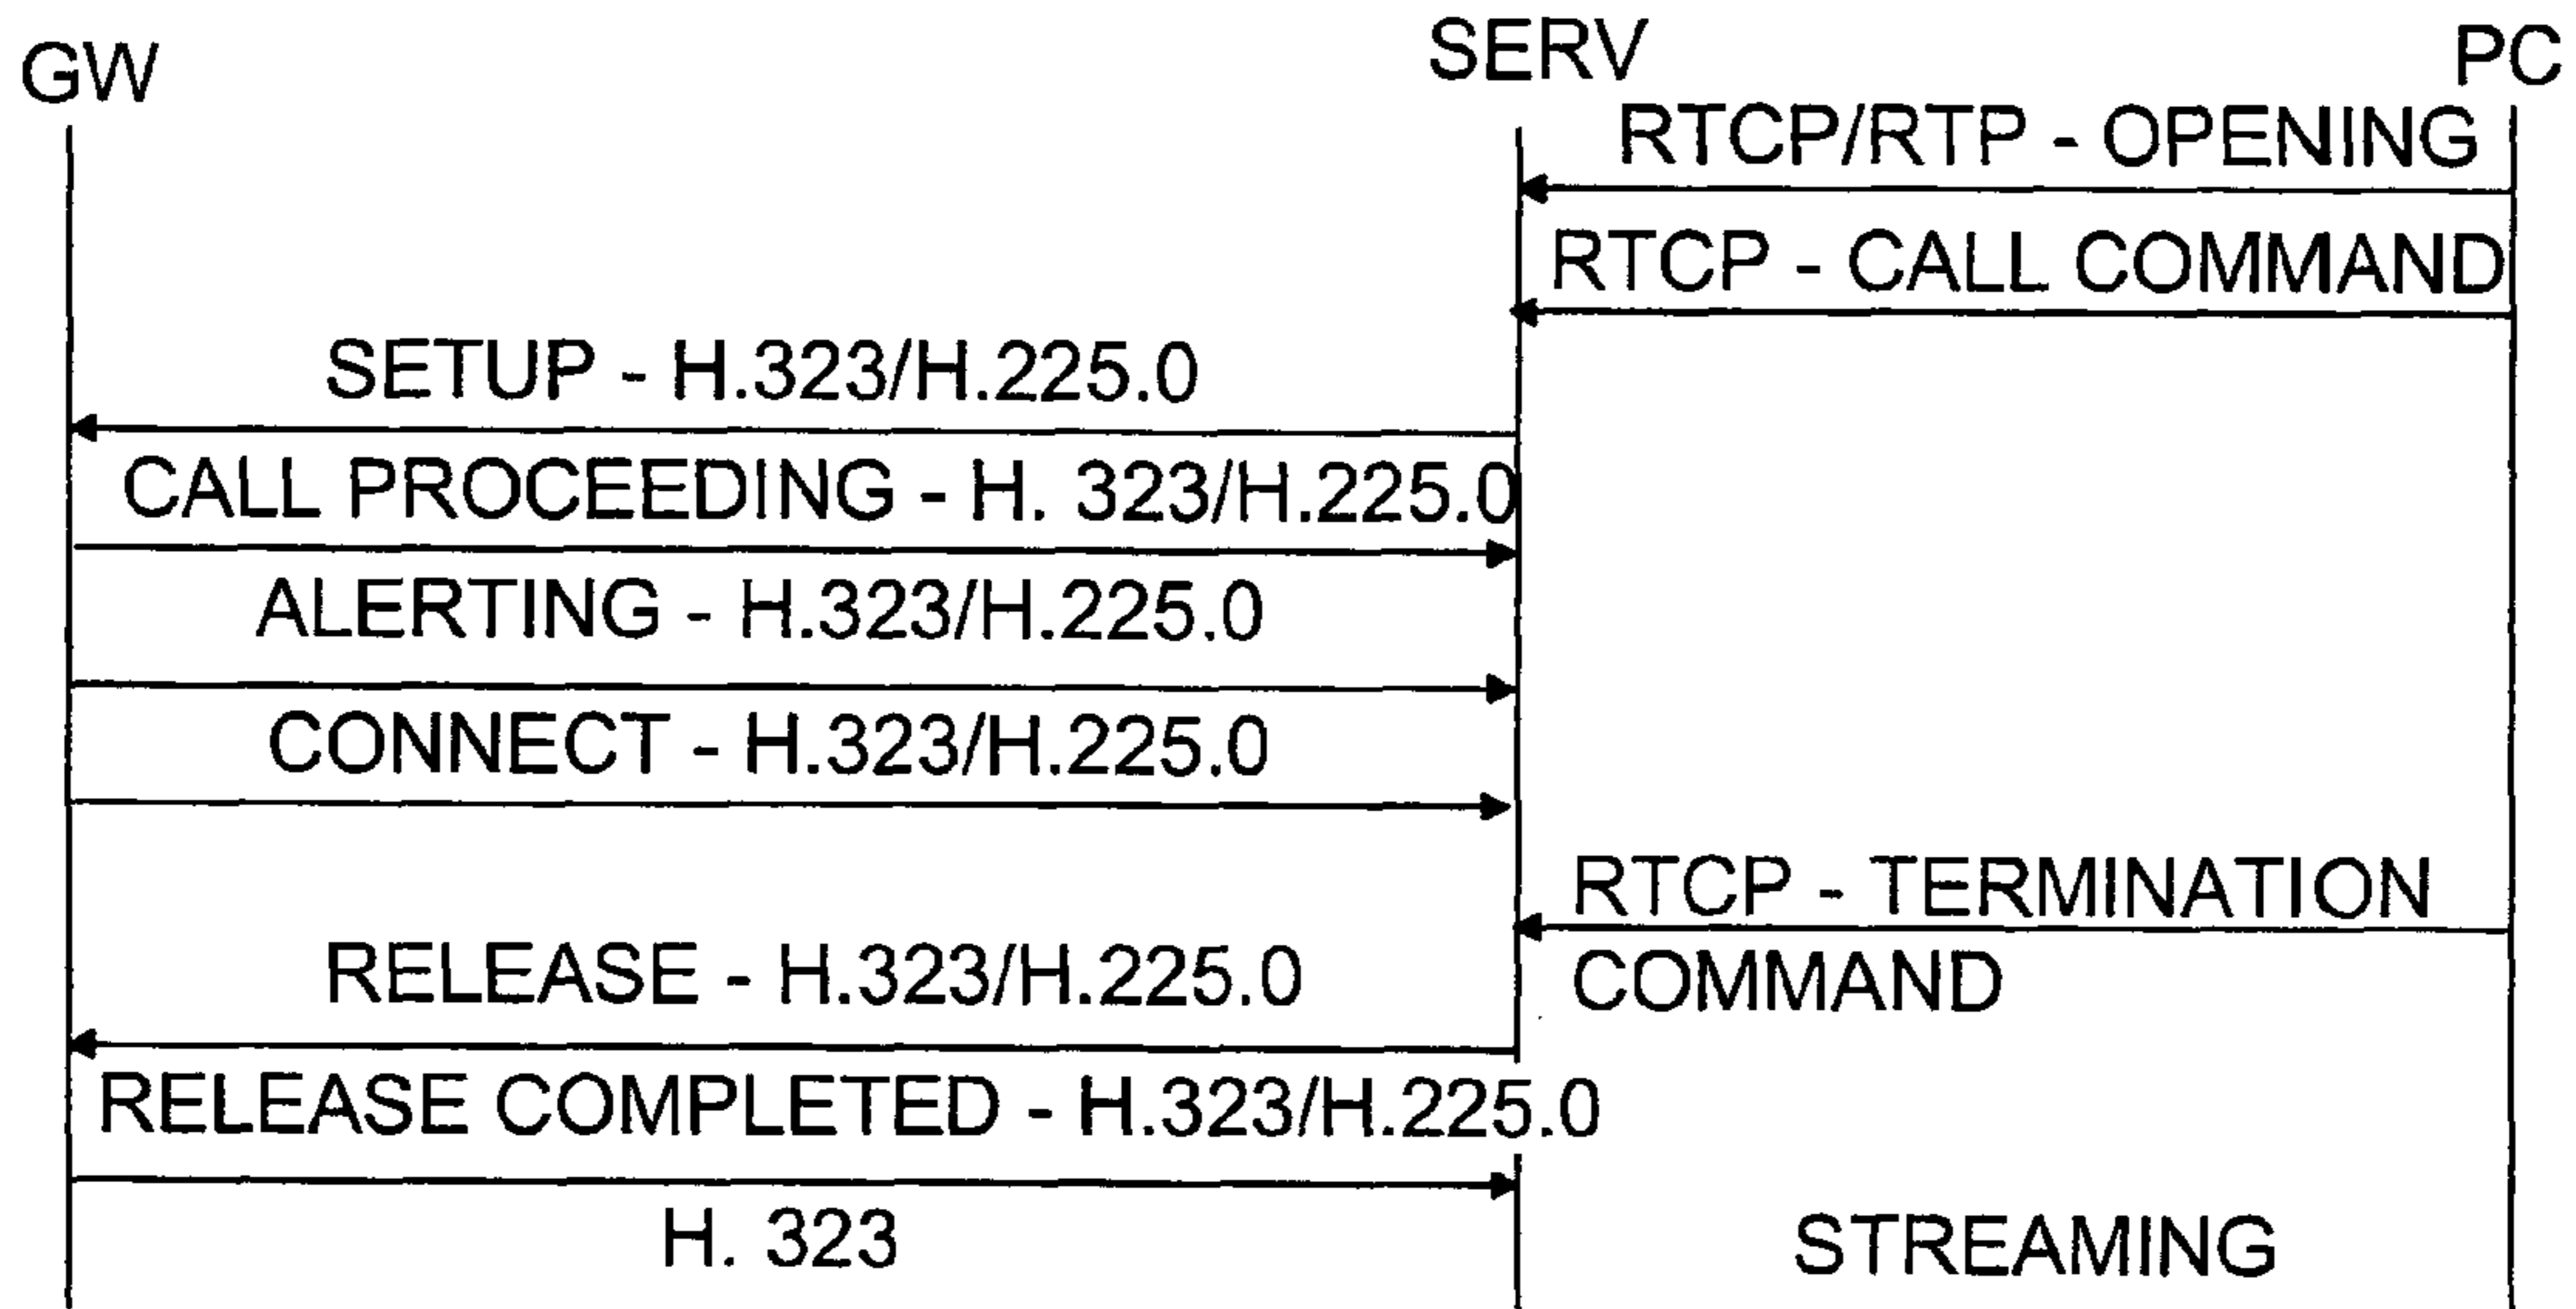 GW
SERV
PC
RTCP/RTP - OPENING
RTCP - CALL COMMAND
SETUP - H.323/H.225.0
CALL PROCEEDING - H. 323/H.225.0
ALERTING - H.323/H.225.0
CONNECT - H.323/H.225.0
RTCP - TERMINATION
COMMAND
RELEASE - H.323/H.225.0
RELEASE COMPLETED - H.323/H.225.0
H. 323
STREAMING